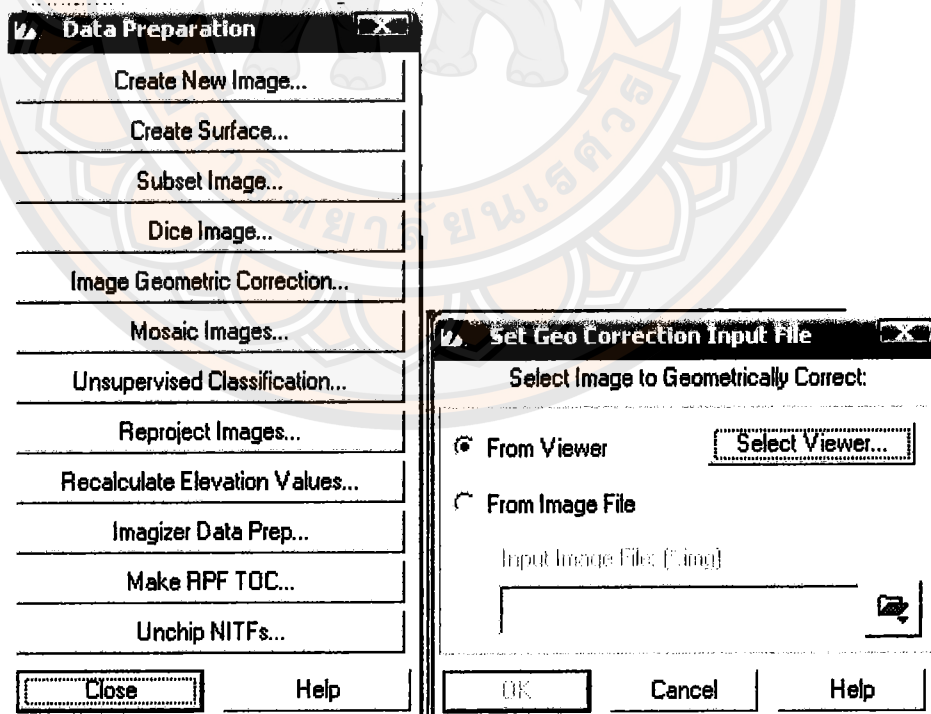 Data Preparation
Create New Image...
Create Surface...
Subset Image...
Dice Image...
Image Geometric Correction...
Mosaic Images...
Unsupervised Classification...
Reproject Images...
Recalculate Elevation Values...
Imagizer Data Prep...
Make RPF TOC...
Unchip NITFs...
Close
Help
Set Geo Correction Input File
Select Image to Geometrically Correct:
From Viewer
Select Viewer...
From Image File
Input Image File: (*.img)
OK
Cancel
Help